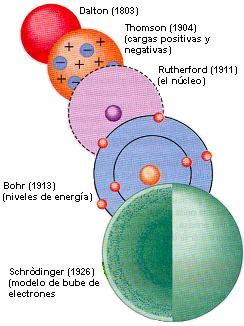 Dalton (1803)
Thomson (1904)
(cargas positivas y
negativas)
Rutherford (1911)
(el núcleo)
Bohr (1913)
(niveles de energía)
Schrödinger (1926)
(modelo de bube de
electrones